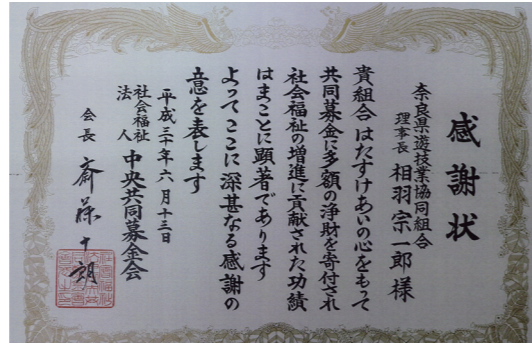 感謝状
奈良県遊技業協同組合
理事長 相羽宗一郎様
貴組合はたすけあいの心をもって
共同募金に多額の浄財を寄付され
社会福祉の増進に貢献された功績
はまことに顕著であります
よってここに深甚なる感謝の
意を表します
平成三十年六月十三日
社会福祉法人 中央共同募金会
会長 斎藤十朗